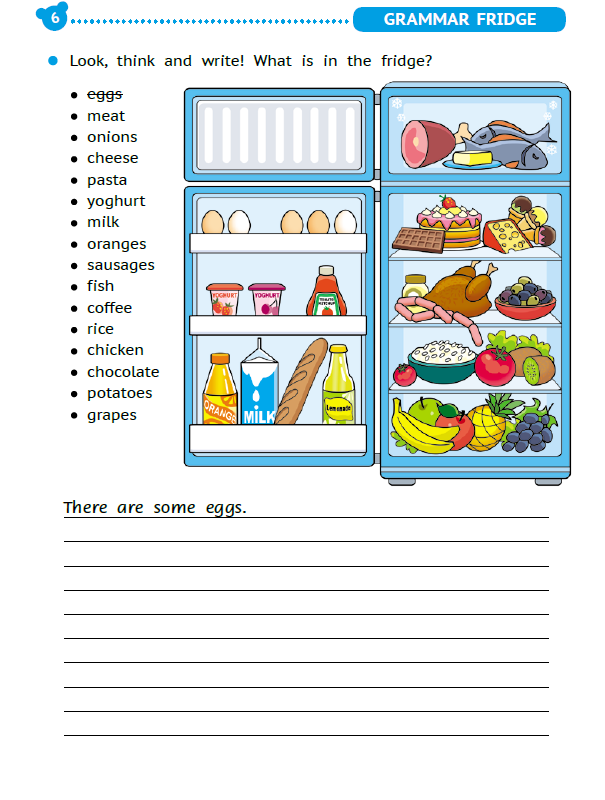 6
GRAMMAR FRIDGE
Look, think and write! What is in the fridge?
eggs
meat
onions
cheese
pasta
yoghurt
milk
oranges
sausages
fish
coffee
rice
chicken
chocolate
potatoes
grapes
YOGHURT
YOGHURT
TOMATO
KETCHUP
ORANGE
MILK
Lemonade
There are some eggs.